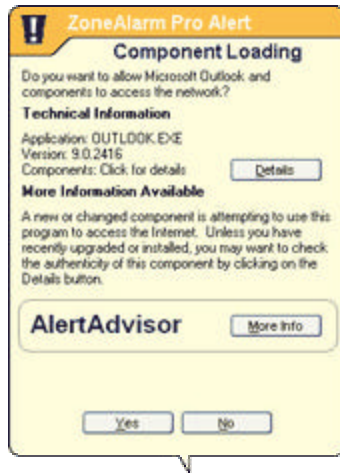 ZoneAlarm Pro Alert
Component Loading
Do you want to allow Microsoft Outlook and
components to access the network?
Technical Information
Application: OUTLOOK.EXE
Version: 9.0.2416
Components: Click for details
Details
More Information Available
A new or changed component is attempting to use this
program to access the Internet. Unless you have
recently upgraded or installed, you may want to check
the authenticity of this component by clicking on the
Details button.
AlertAdvisor
More Info
Yes
No